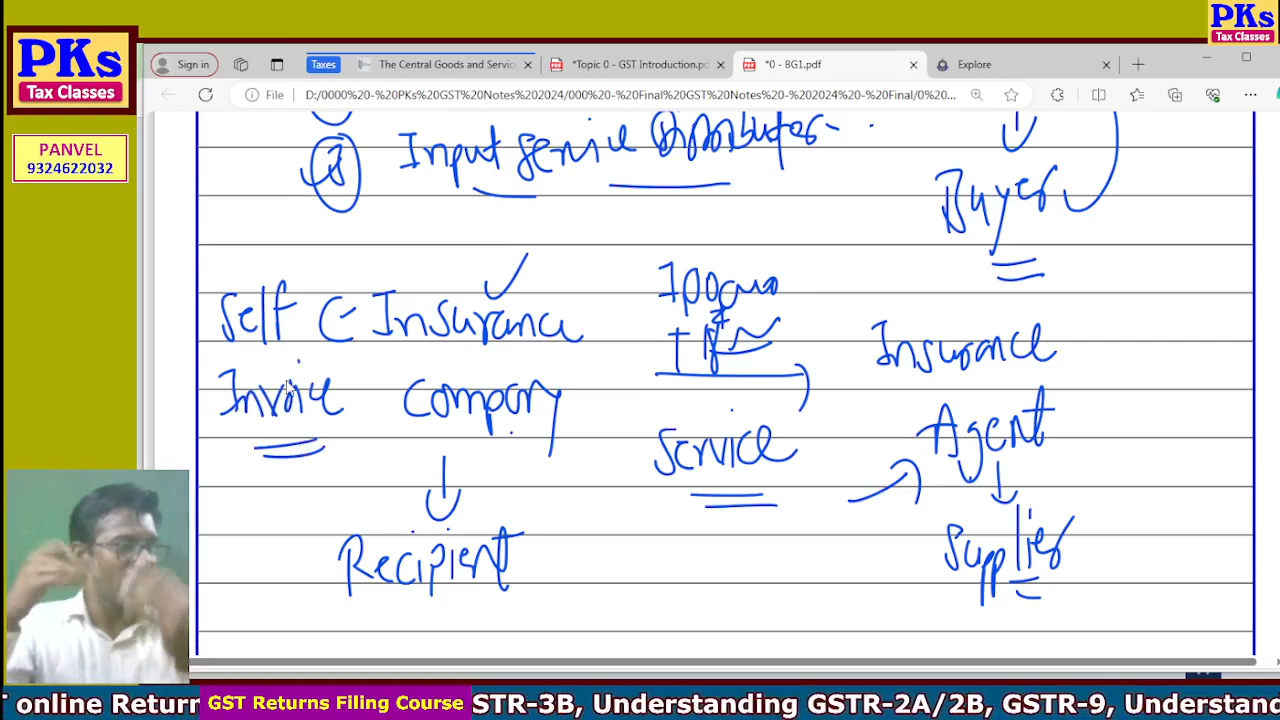 PKs
Tax Classes
PKs
Tax Classes
PANVEL
9324622032
Sign in
Taxes
The Central Goods and Servic
*Topic 0 - GST Introduction.pd
*0 - BG1.pdf
Explore
File
D:/0000%20-%20PKs%20GST%20Notes%202024/000%20-%20Final%20GST%20Notes%20-%202024%20-%20Final/0%20...
Input Service
Buyer
Self Insurance
Invoice Company
Service
Insurance
Agent
Recipient
Supplier
T online Return
GST Returns Filing Course
STR-3B, Understanding GSTR-2A/2B, GSTR-9, Understand